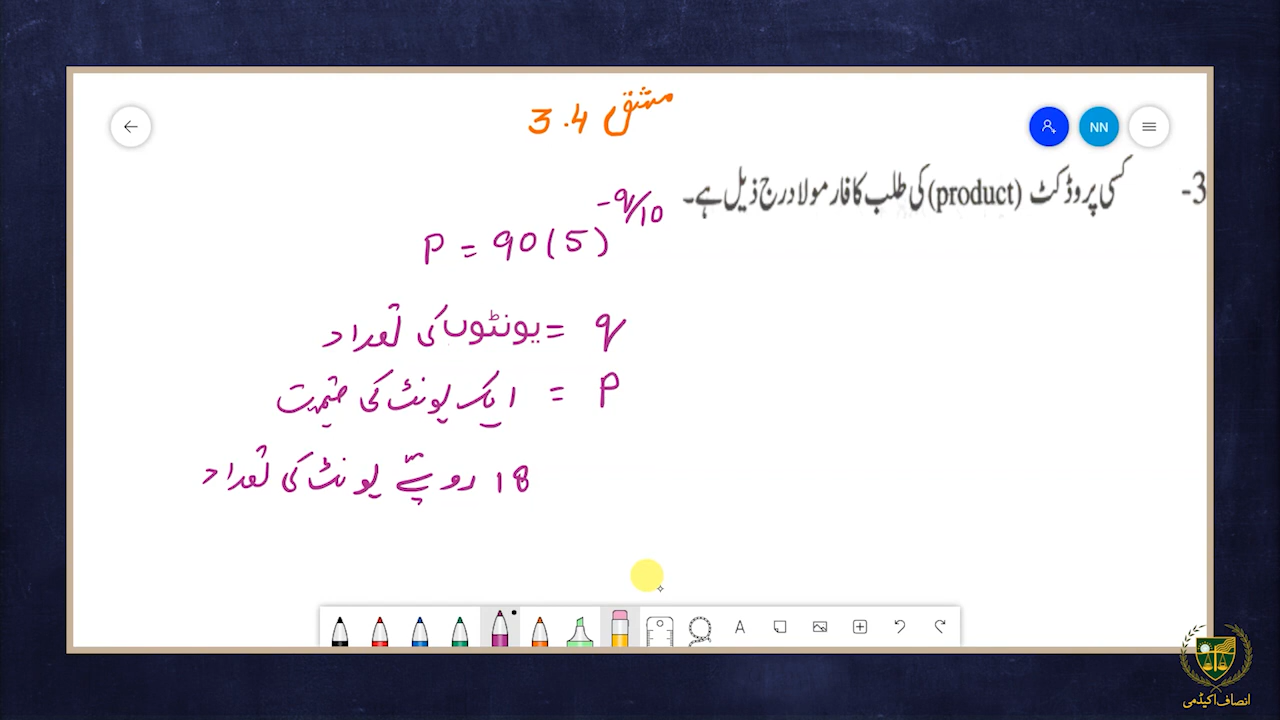 مشق 3.4
-3 کسی پروڈکٹ (product) کی طلب کا فارمولا درج ذیل ہے۔
P = 90(5)^{-q/10}
q = یونٹوں کی تعداد
P = ایک یونٹ کی قیمت
18 روپے یونٹ کی تعداد
NN
A
انصاف اکیڈمی